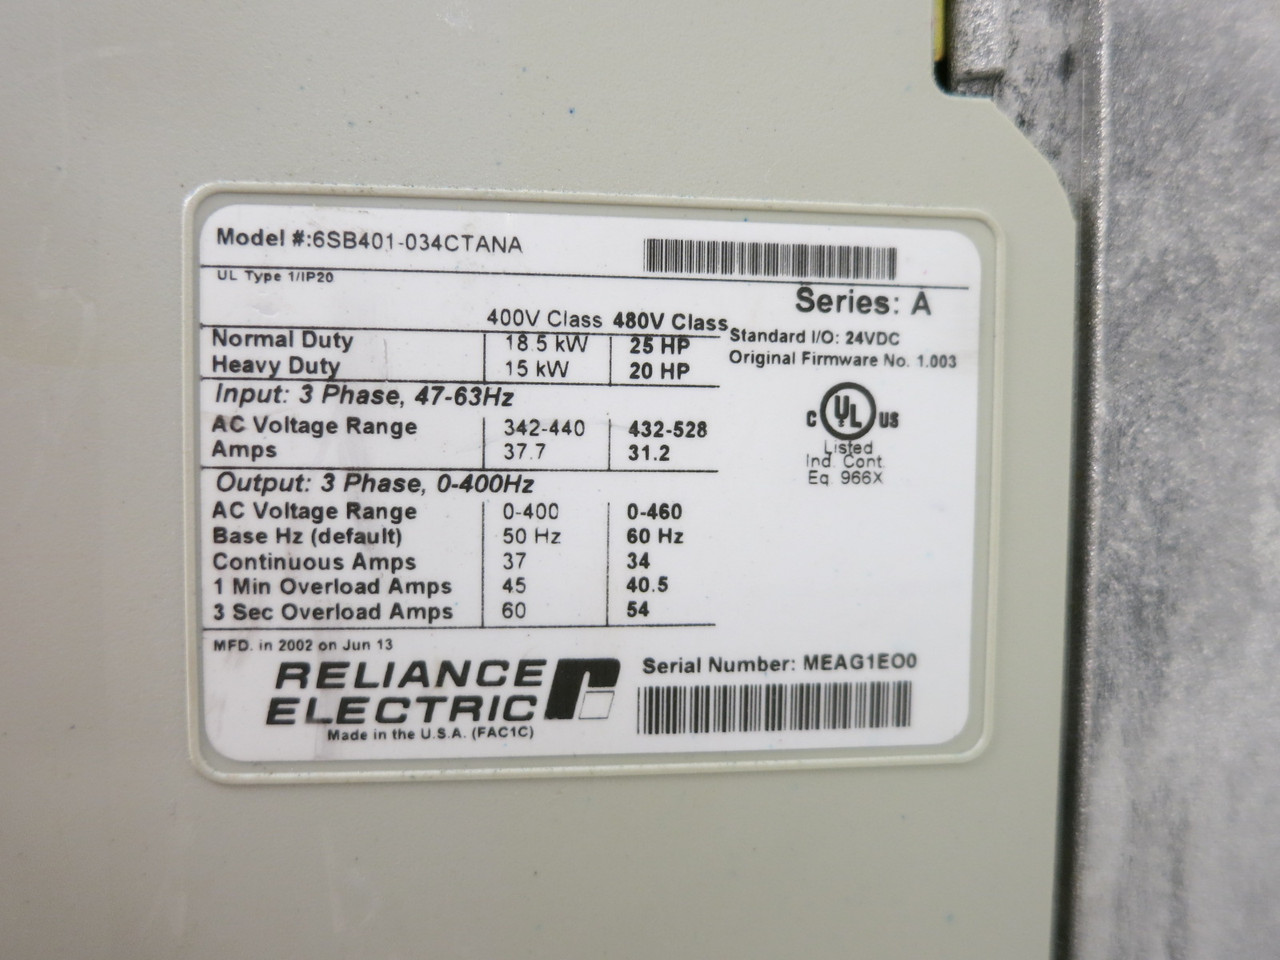 Model #:6SB401-034CTANA
UL Type 1/IP20
Series: A
400V Class 480V Class
Standard I/O: 24VDC
Normal Duty 18.5 kW 25 HP
Original Firmware No. 1.003
Heavy Duty 15 kW 20 HP
Input: 3 Phase, 47-63Hz
AC Voltage Range 342-440 432-528
Amps 37.7 31.2
C UL US
Listed
Ind. Cont.
Eq. 966X
Output: 3 Phase, 0-400Hz
AC Voltage Range 0-400 0-460
Base Hz (default) 50 Hz 60 Hz
Continuous Amps 37 34
1 Min Overload Amps 45 40.5
3 Sec Overload Amps 60 54
MFD. in 2002 on Jun 13
RELIANCE
ELECTRIC
Made in the U.S.A. (FAC1C)
Serial Number: MEAG1EO0